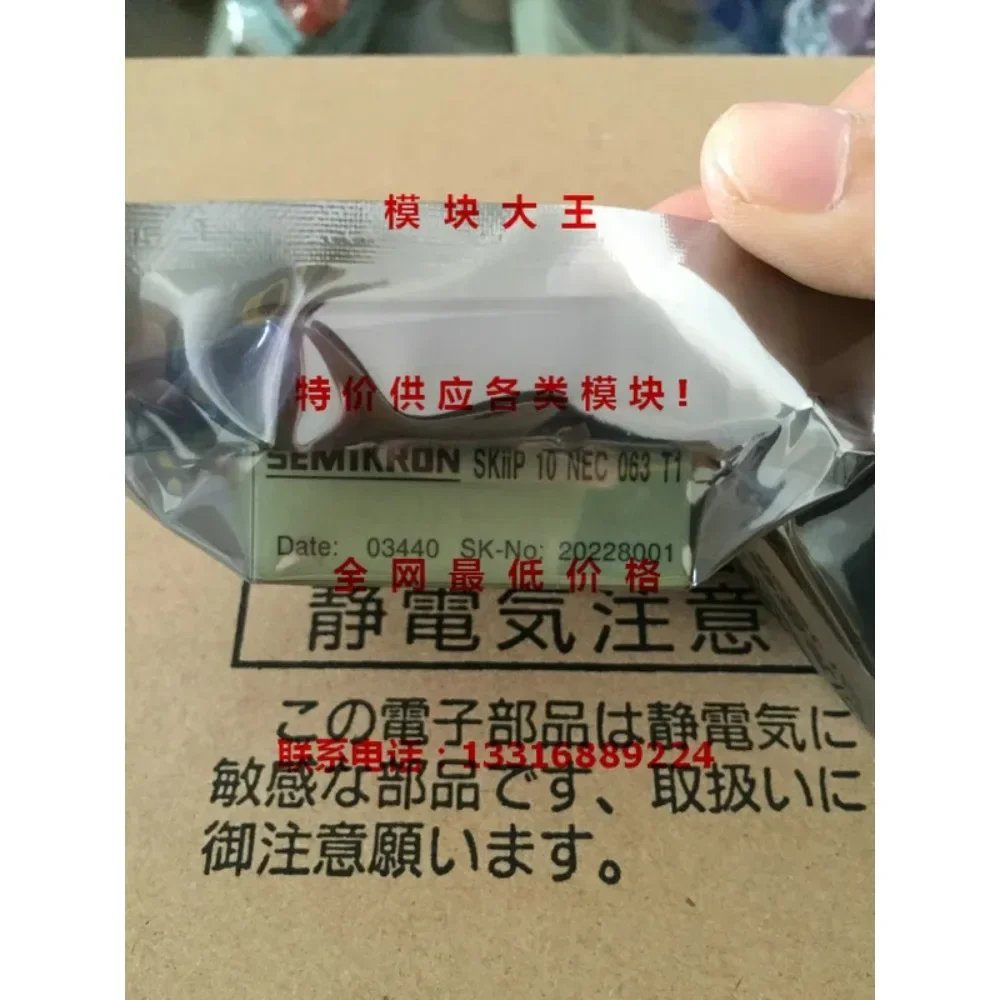 模块大王
特价供应各类模块!
SEMIKRON SKiiP 10 NEC 063 T1
Date: 03440 SK-No: 20228001
全网最低价格
静電気注意
この電子部品は静電気に
联系电话：13316889224
敏感な部品です、取扱いに
御注意願います。